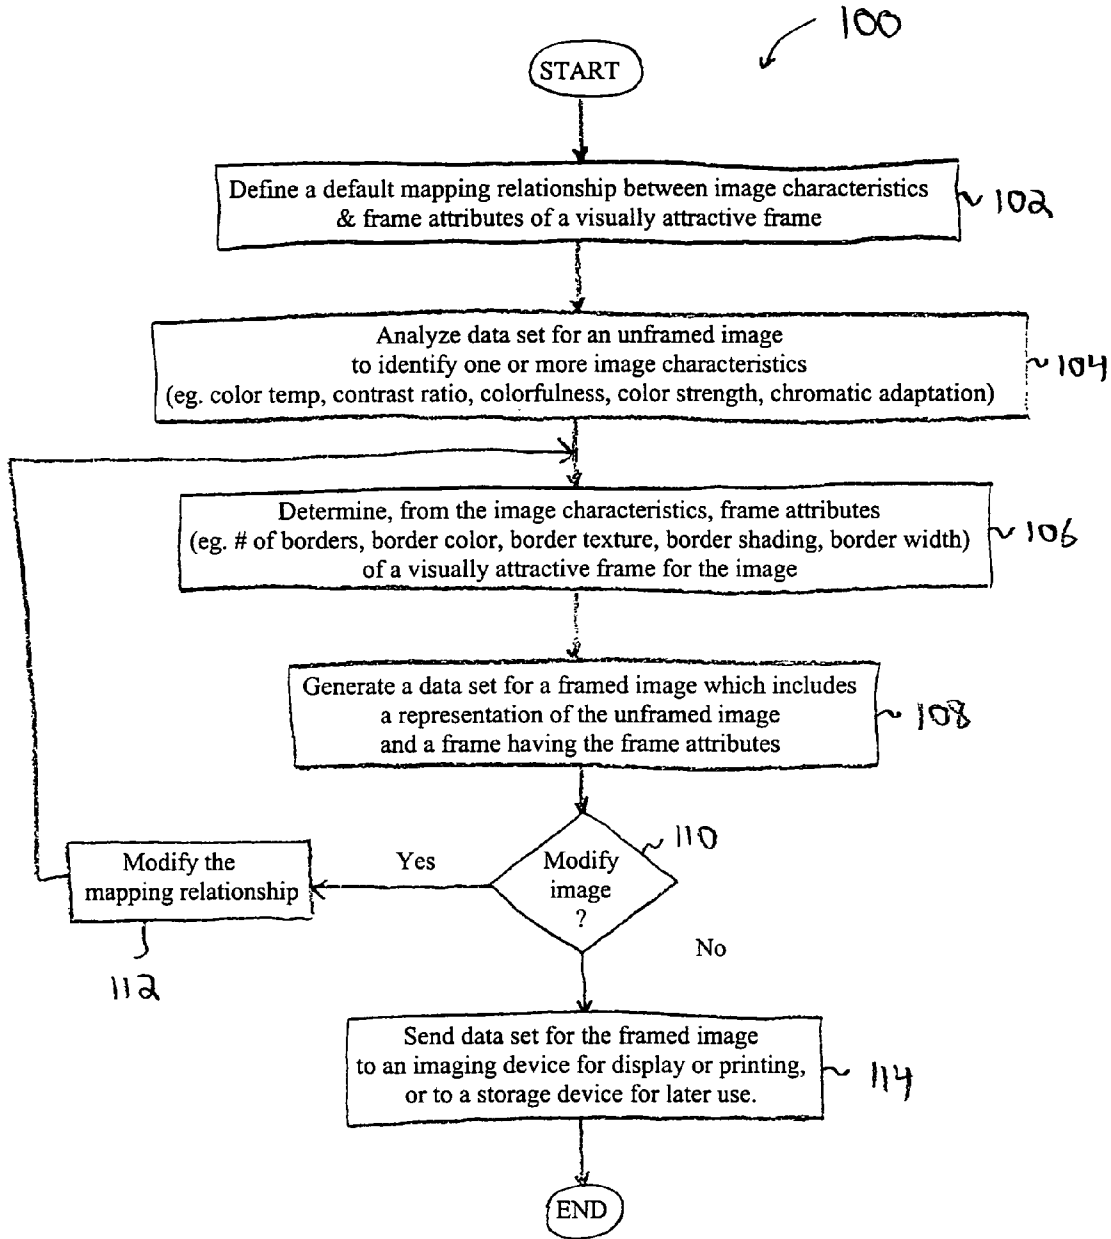 100
START
Define a default mapping relationship between image characteristics
& frame attributes of a visually attractive frame
102
Analyze data set for an unframed image
to identify one or more image characteristics
(eg. color temp, contrast ratio, colorfulness, color strength, chromatic adaptation)
104
Determine, from the image characteristics, frame attributes
(eg. # of borders, border color, border texture, border shading, border width)
of a visually attractive frame for the image
106
Generate a data set for a framed image which includes
a representation of the unframed image
and a frame having the frame attributes
108
110
Modify
image
?
Yes
Modify the
mapping relationship
112
No
Send data set for the framed image
to an imaging device for display or printing,
or to a storage device for later use.
114
END